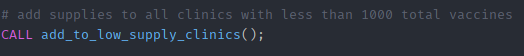 # add supplies to all clinics with less than 1000 total vaccines
CALL add_to_low_supply_clinics();